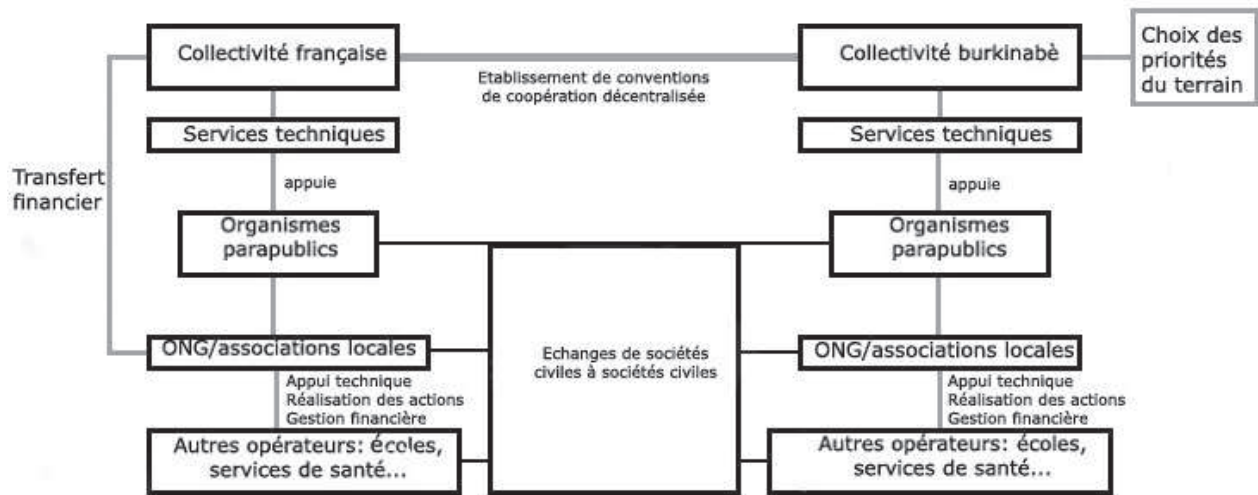 Collectivité française
Collectivité burkinabè
Choix des
priorités
du terrain
Etablissement de conventions
de coopération décentralisée
Services techniques
Services techniques
Transfert
financier
appuie
appuie
Organismes
parapublics
Organismes
parapublics
ONG/associations locales
Echanges de sociétés
civiles à sociétés civiles
ONG/associations locales
Appui technique
Réalisation des actions
Gestion financière
Appui technique
Réalisation des actions
Gestion financière
Autres opérateurs: écoles,
services de santé...
Autres opérateurs: écoles,
services de santé...